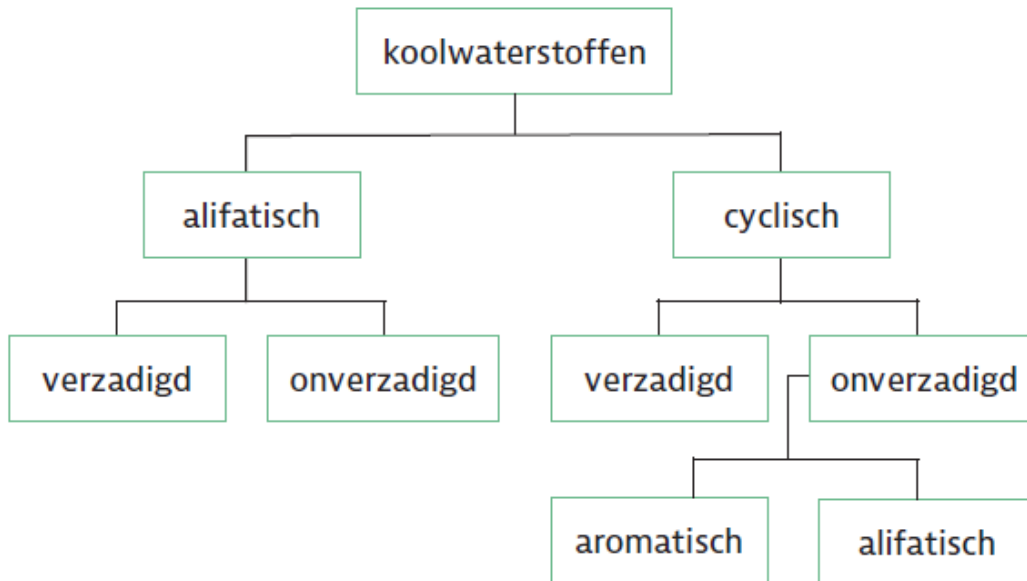 koolwaterstoffen
alifatisch
cyclisch
verzadigd
onverzadigd
verzadigd
onverzadigd
aromatisch
alifatisch